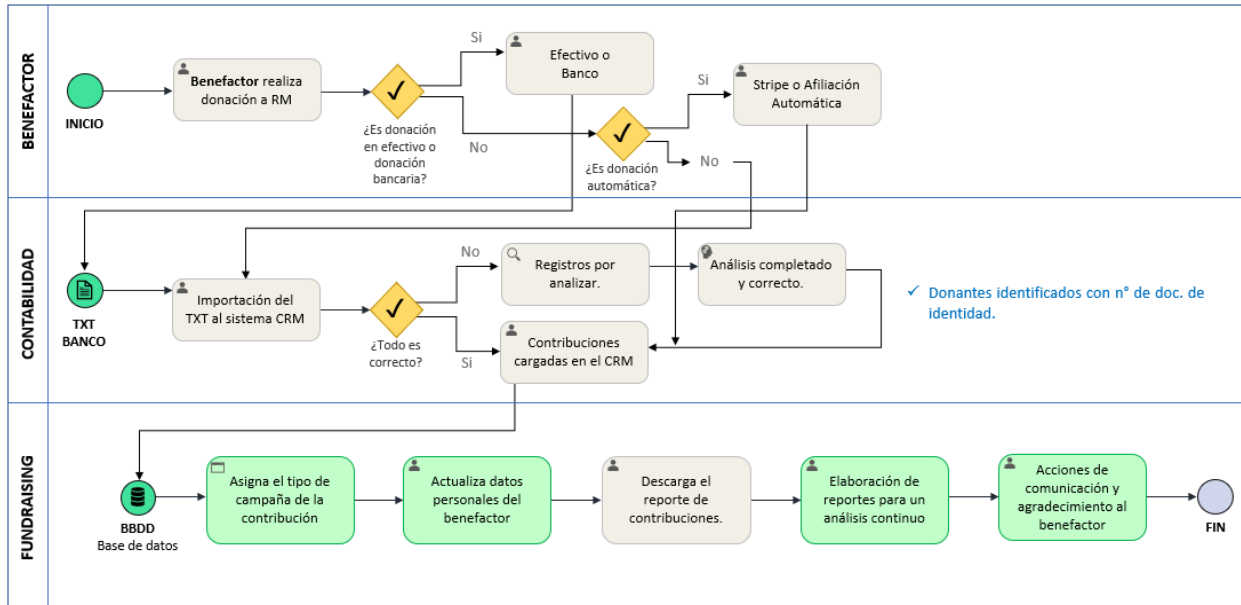 BENEFACTOR
INICIO
Benefactor realiza
donación a RM
¿Es donación
en efectivo o
donación
bancaria?
Si
No
Efectivo o
Banco
¿Es donación
automática?
Si
No
Stripe o Afiliación
Automática
CONTABILIDAD
TXT
BANCO
Importación del
TXT al sistema CRM
¿Todo es
correcto?
No
Si
Registros por
analizar.
Análisis completado
y correcto.
Contribuciones
cargadas en el CRM
✓ Donantes identificados con n° de doc. de
identidad.
FUNDRAISING
BBDD
Base de datos
Asigna el tipo de
campaña de la
contribución
Actualiza datos
personales del
benefactor
Descarga el
reporte de
contribuciones.
Elaboración de
reportes para un
análisis continuo
Acciones de
comunicación y
agradecimiento al
benefactor
FIN